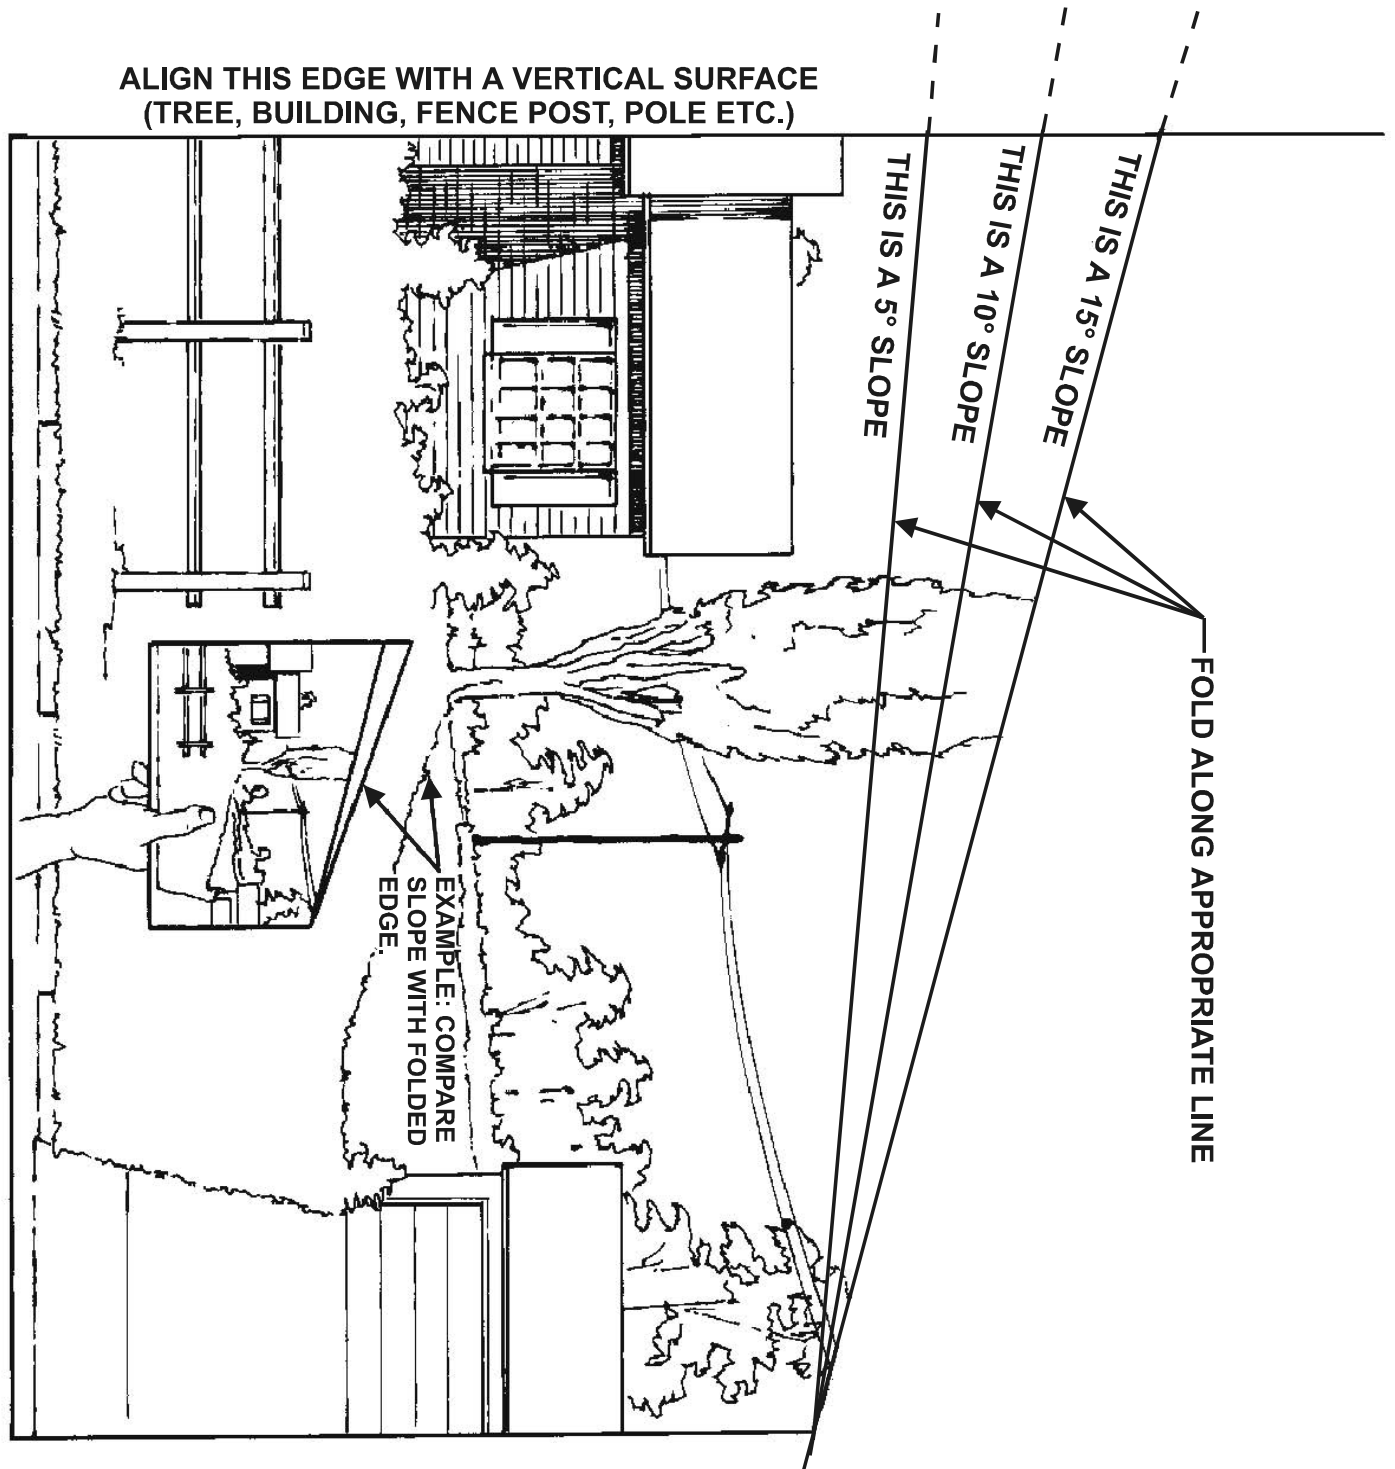 ALIGN THIS EDGE WITH A VERTICAL SURFACE
(TREE, BUILDING, FENCE POST, POLE ETC.)
THIS IS A 5° SLOPE
THIS IS A 10° SLOPE
THIS IS A 15° SLOPE
FOLD ALONG APPROPRIATE LINE
EXAMPLE: COMPARE
SLOPE WITH FOLDED
EDGE.